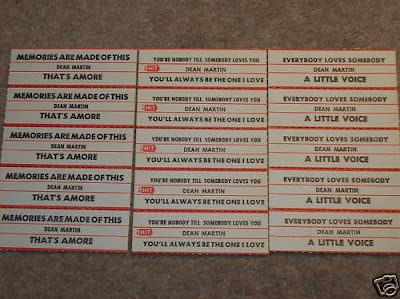 MEMORIES ARE MADE OF THIS
DEAN MARTIN
THAT'S AMORE
MEMORIES ARE MADE OF THIS
DEAN MARTIN
THAT'S AMORE
MEMORIES ARE MADE OF THIS
DEAN MARTIN
THAT'S AMORE
MEMORIES ARE MADE OF THIS
DEAN MARTIN
THAT'S AMORE
MEMORIES ARE MADE OF THIS
DEAN MARTIN
THAT'S AMORE
YOU'RE NOBODY TILL SOMEBODY LOVES YOU
HIT DEAN MARTIN
YOU'LL ALWAYS BE THE ONE I LOVE
YOU'RE NOBODY TILL SOMEBODY LOVES YOU
HIT DEAN MARTIN
YOU'LL ALWAYS BE THE ONE I LOVE
YOU'RE NOBODY TILL SOMEBODY LOVES YOU
HIT DEAN MARTIN
YOU'LL ALWAYS BE THE ONE I LOVE
YOU'RE NOBODY TILL SOMEBODY LOVES YOU
HIT DEAN MARTIN
YOU'LL ALWAYS BE THE ONE I LOVE
YOU'RE NOBODY TILL SOMEBODY LOVES YOU
HIT DEAN MARTIN
YOU'LL ALWAYS BE THE ONE I LOVE
EVERYBODY LOVES SOMEBODY
DEAN MARTIN
A LITTLE VOICE
EVERYBODY LOVES SOMEBODY
DEAN MARTIN
A LITTLE VOICE
EVERYBODY LOVES SOMEBODY
DEAN MARTIN
A LITTLE VOICE
EVERYBODY LOVES SOMEBODY
DEAN MARTIN
A LITTLE VOICE
EVERYBODY LOVES SOMEBODY
DEAN MARTIN
A LITTLE VOICE